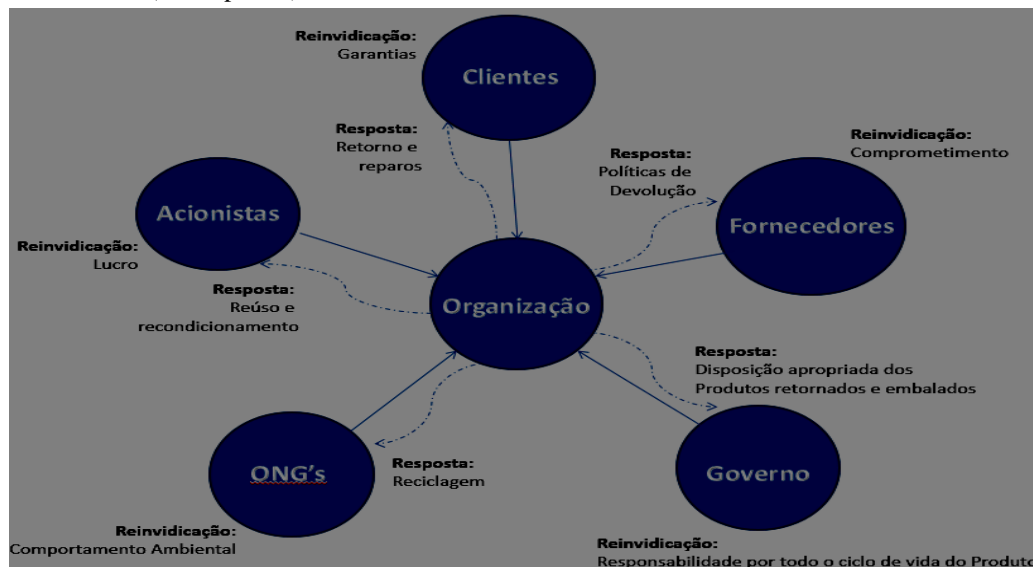 Reinvidicação:
Garantias
Clientes
Resposta:
Retorno e
reparos
Resposta:
Políticas de
Devolução
Reinvidicação:
Comprometimento
Acionistas
Fornecedores
Reinvidicação:
Lucro
Resposta:
Reúso e
recondicionamento
Organização
Resposta:
Disposição apropriada dos
Produtos retornados e embalados
ONG's
Resposta:
Reciclagem
Governo
Reinvidicação:
Comportamento Ambiental
Reinvidicação:
Responsabilidade por todo o ciclo de vida do Produto